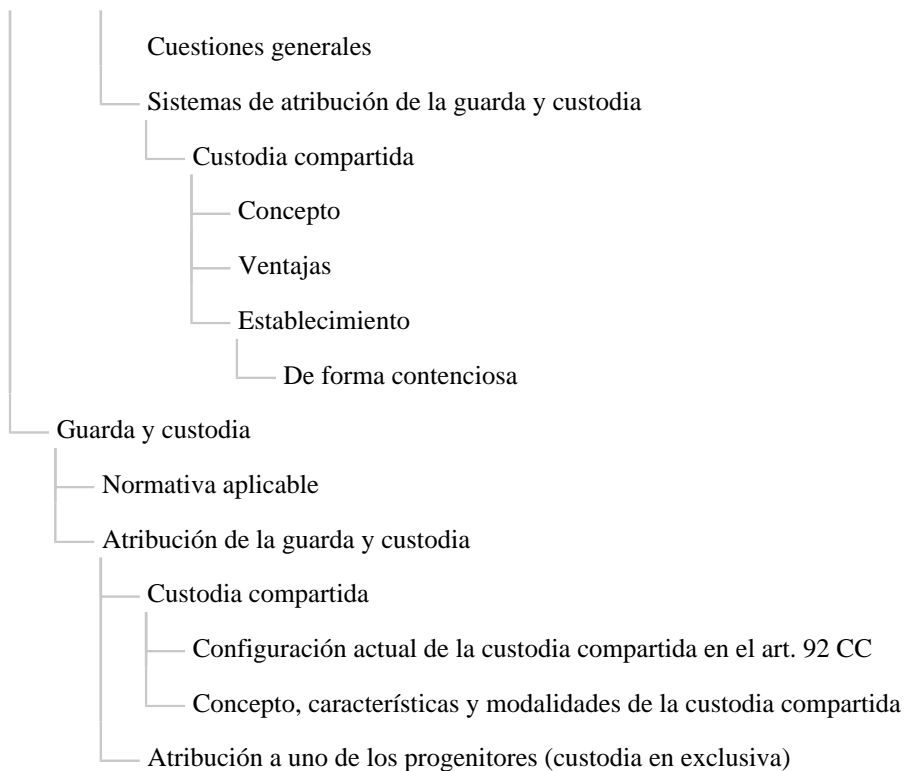 Cuestiones generales
Sistemas de atribución de la guarda y custodia
Custodia compartida
Concepto
Ventajas
Establecimiento
De forma contenciosa
Guarda y custodia
Normativa aplicable
Atribución de la guarda y custodia
Custodia compartida
Configuración actual de la custodia compartida en el art. 92 CC
Concepto, características y modalidades de la custodia compartida
Atribución a uno de los progenitores (custodia en exclusiva)